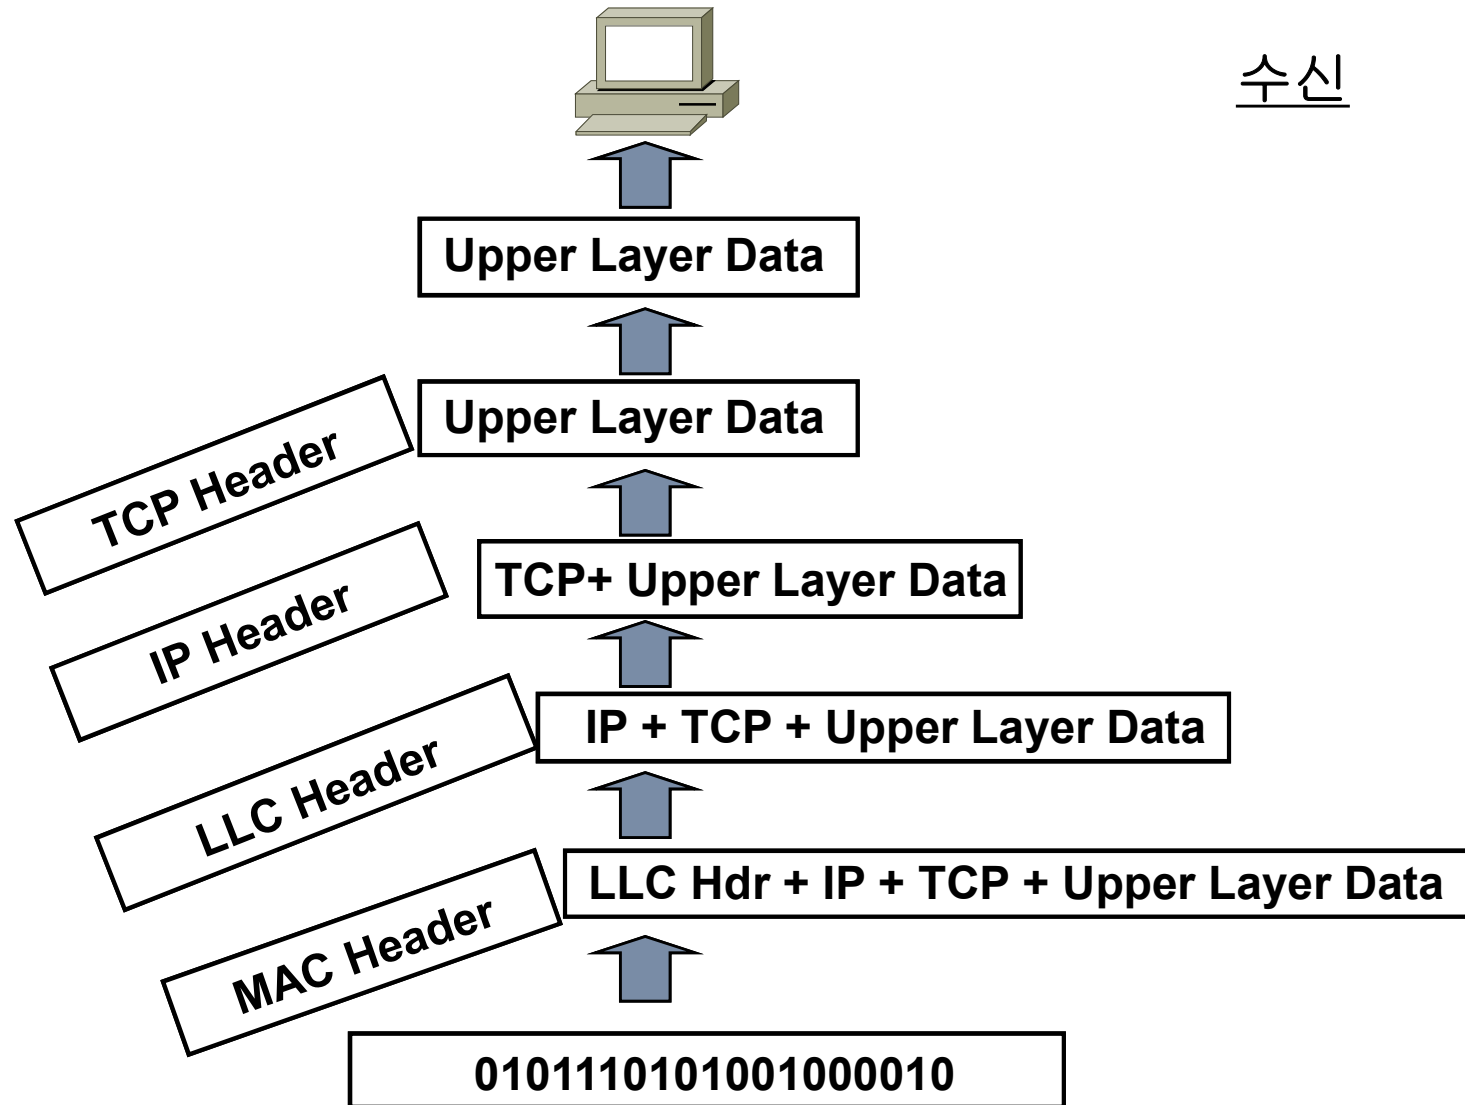 수신
Upper Layer Data
TCP Header
Upper Layer Data
IP Header
TCP+ Upper Layer Data
LLC Header
IP + TCP + Upper Layer Data
MAC Header
LLC Hdr + IP + TCP + Upper Layer Data
0101110101001000010